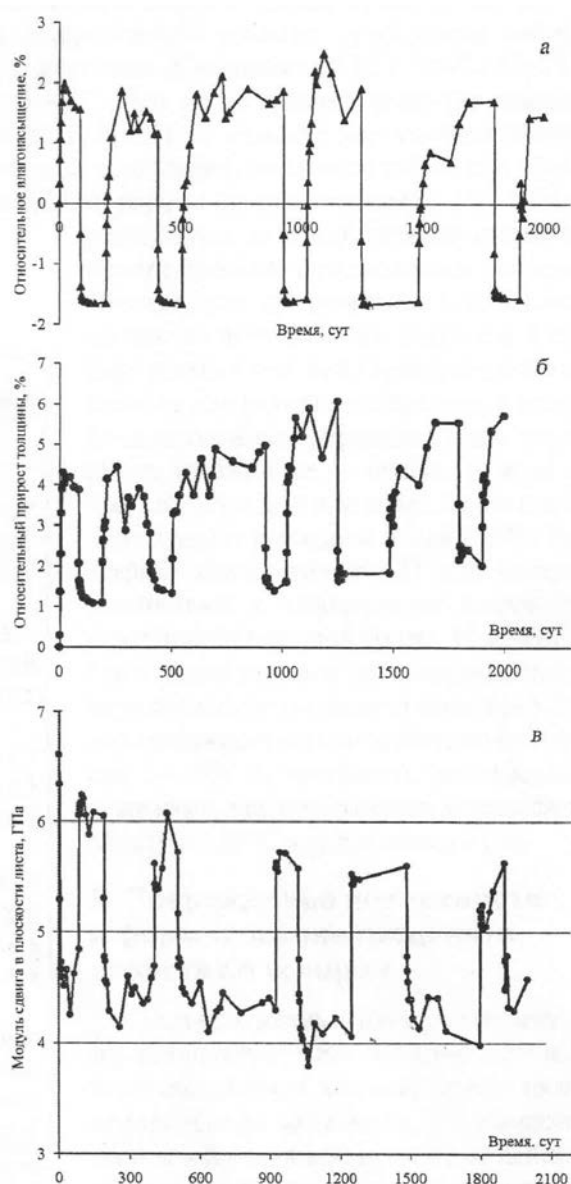 Относительное влагонасыщение, %
а
3
2
1
0
-1
-2
0 500 1000 1500 2000
Время, сут
Относительный прирост толщины, %
б
7
6
5
4
3
2
1
0
Время, сут
0 500 1000 1500 2000
Модуль сдвига в плоскости листа, ГПа
в
7
6
5
4
3
Время, сут
0 300 600 900 1200 1500 1800 2100